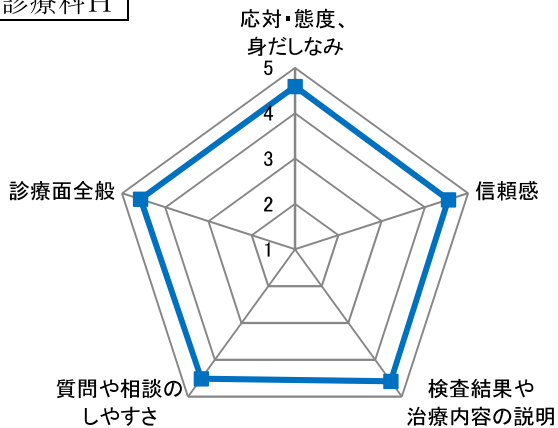 診療科H
応対・態度、
身だしなみ
5
4
3
2
1
診療面全般
信頼感
質問や相談の
しやすさ
検査結果や
治療内容の説明